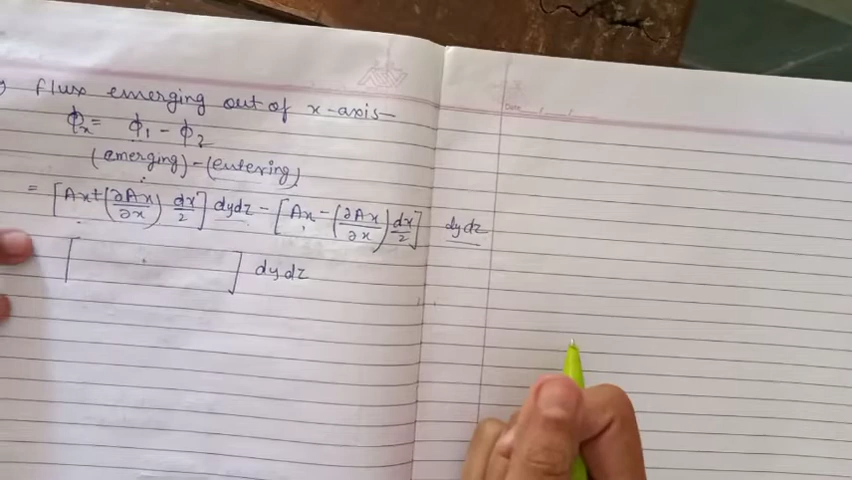 flux emerging out of x-axis-
Φx = ϕ1 - ϕ2
(emerging) - (entering)
= [Ax + (∂Ax/∂x) dx/2] dydz - [Ax - (∂Ax/∂x) dx/2] dydz
[ ] dydz
Date